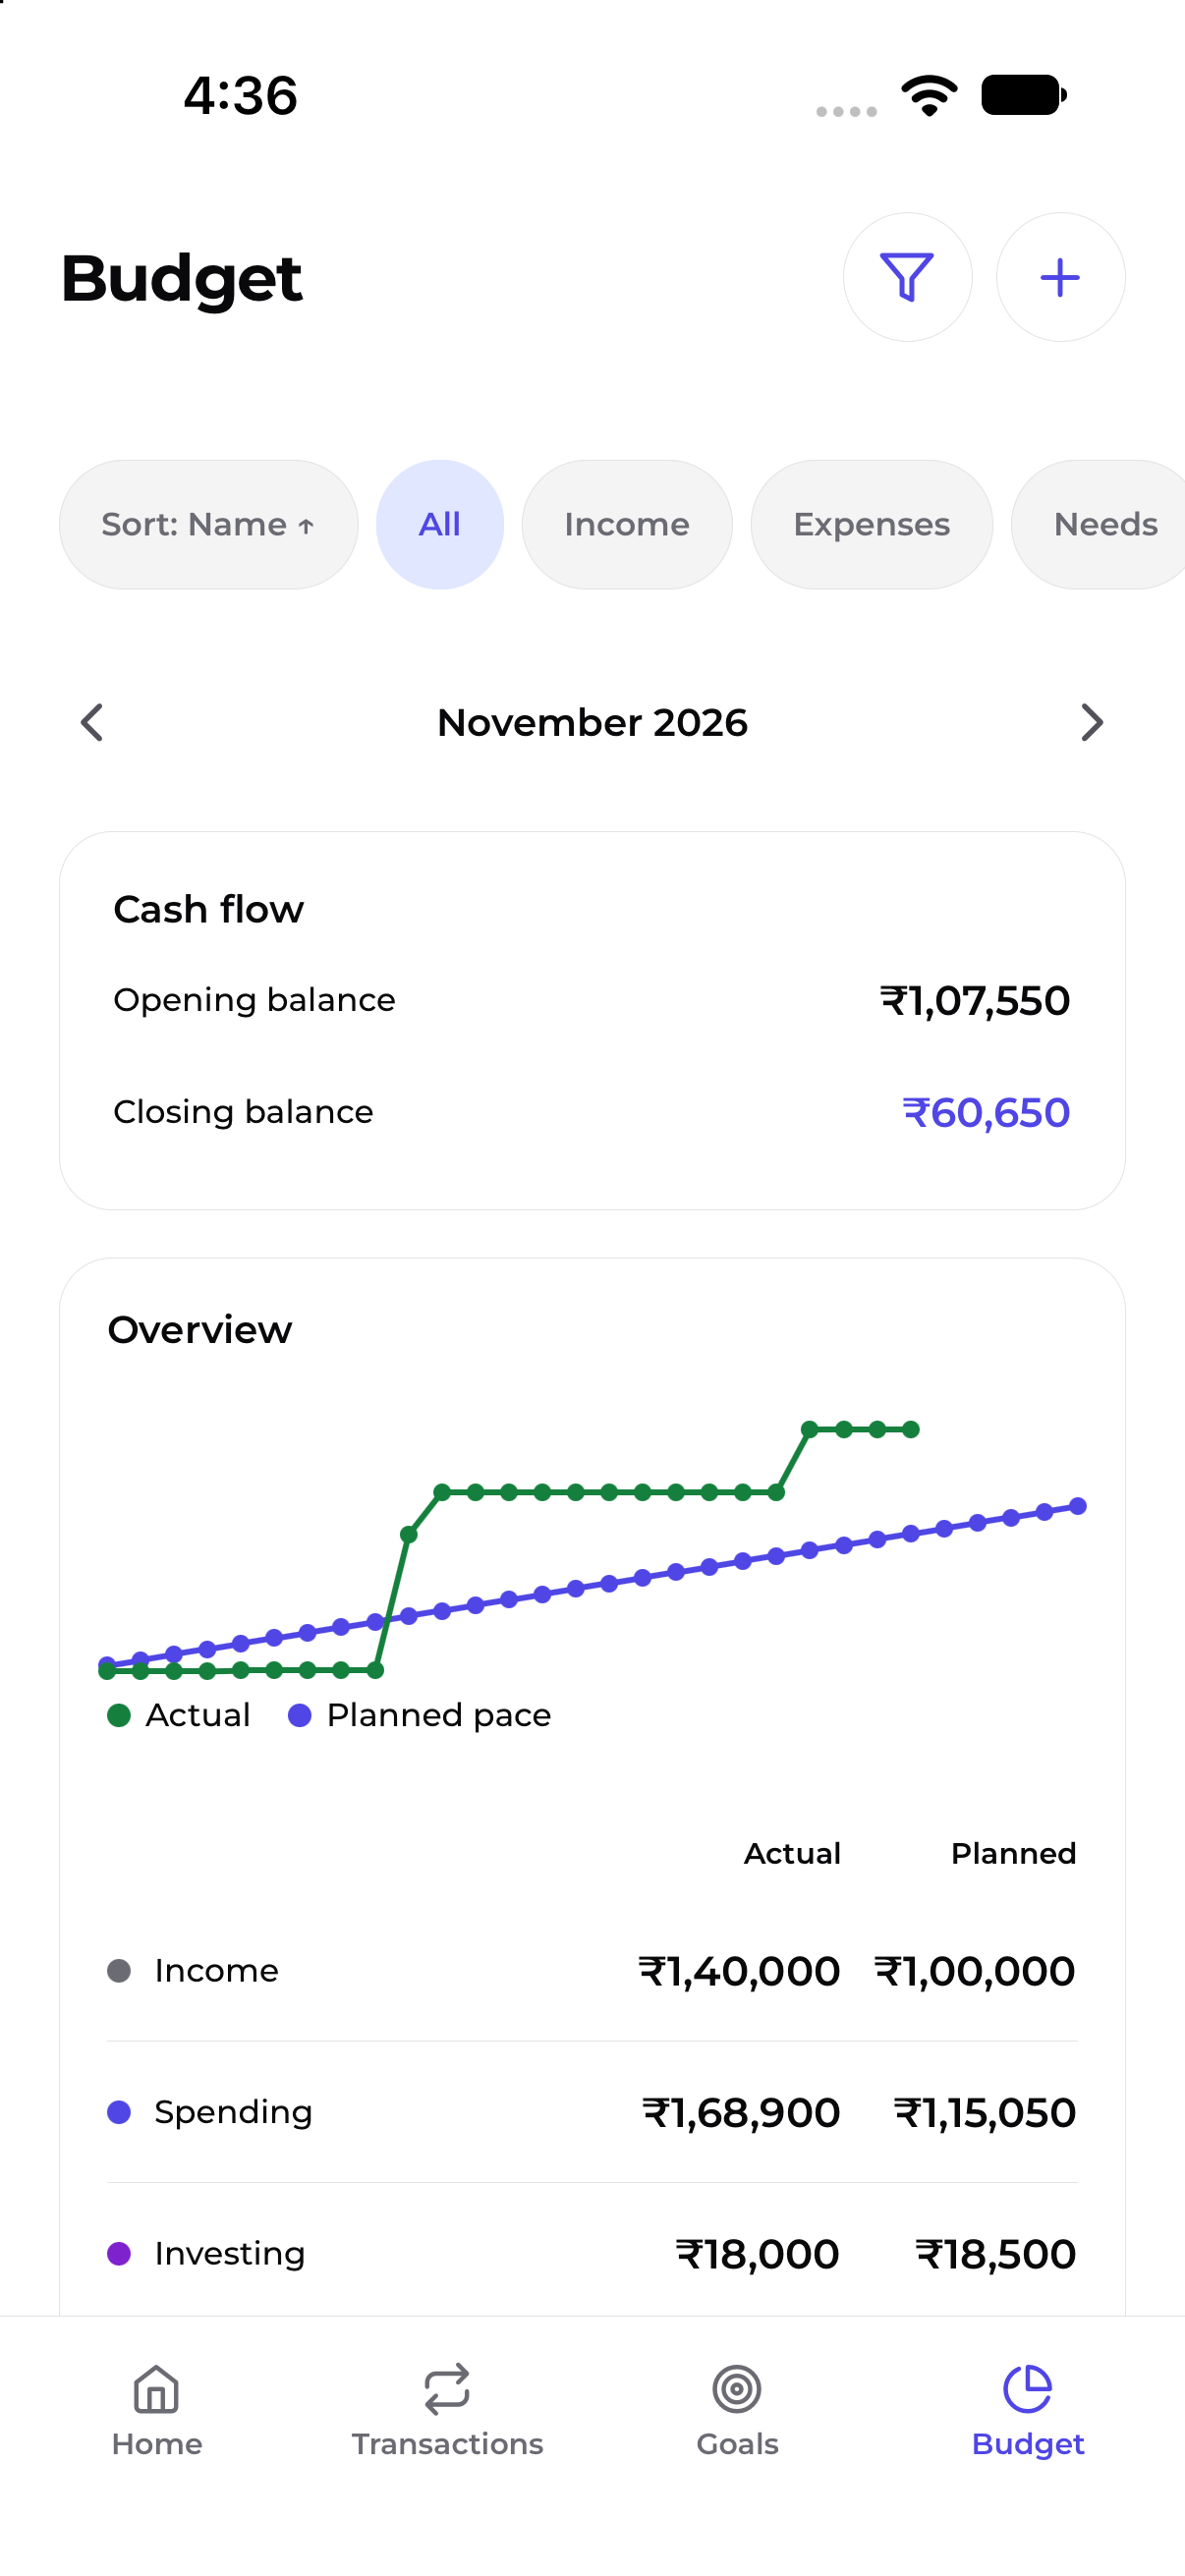 4:36
Budget
Sort: Name ↑ All Income Expenses Needs
November 2026
Cash flow
Opening balance ₹1,07,550
Closing balance ₹60,650
Overview
Actual Planned pace
Actual Planned
Income ₹1,40,000 ₹1,00,000
Spending ₹1,68,900 ₹1,15,050
Investing ₹18,000 ₹18,500
Home Transactions Goals Budget